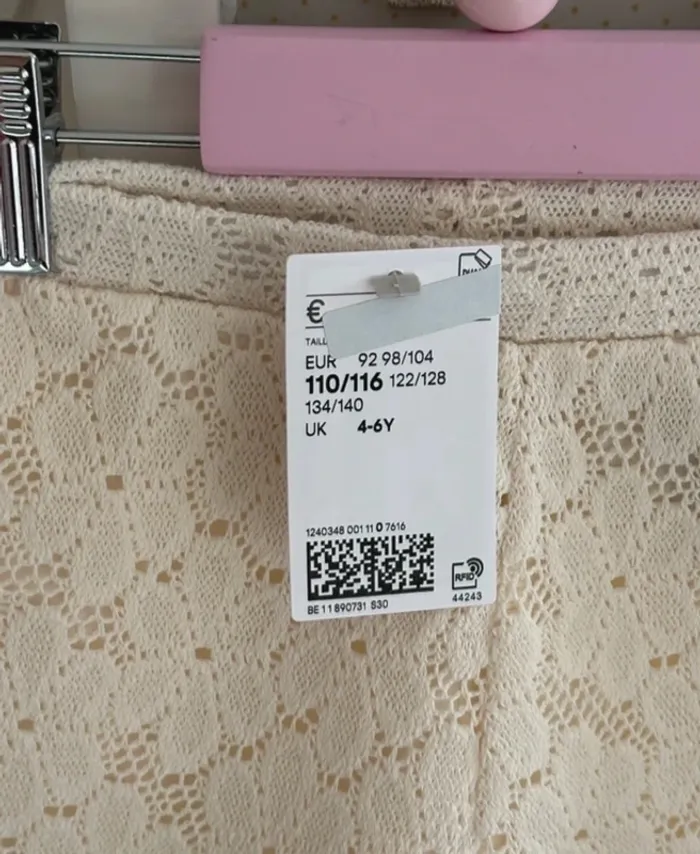 €
EUR 92 98/104
110/116 122/128
134/140
UK 4-6Y
1240348 001 11 0 7616
RFID
BE 11 890731 S30
44243